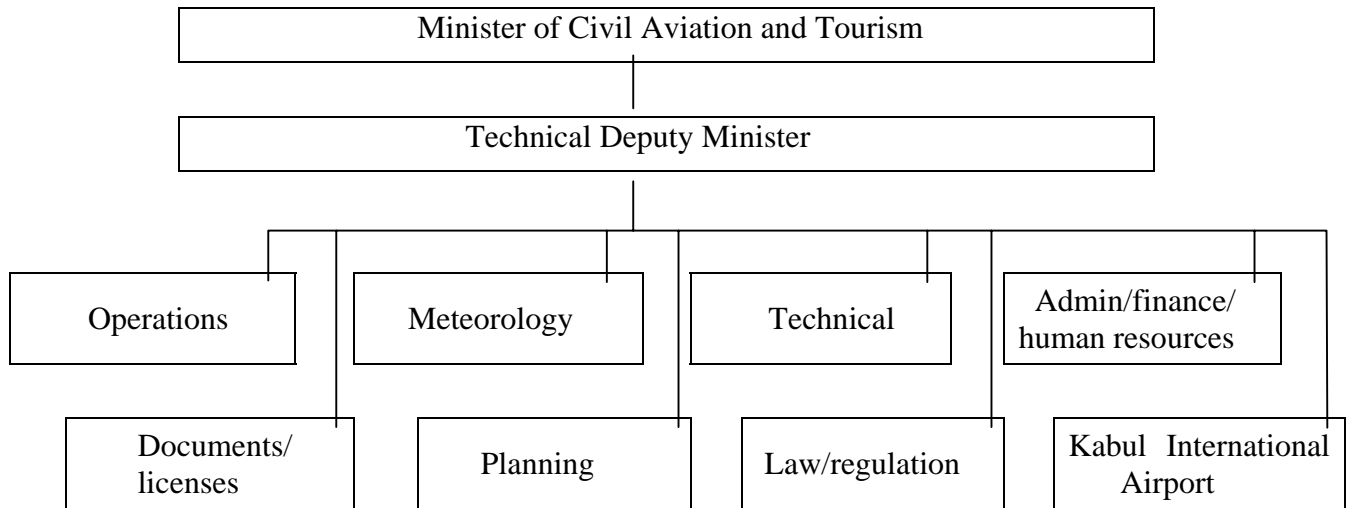 Minister of Civil Aviation and Tourism
Technical Deputy Minister
Operations
Meteorology
Technical
Admin/finance/
human resources
Documents/
licenses
Planning
Law/regulation
Kabul International
Airport